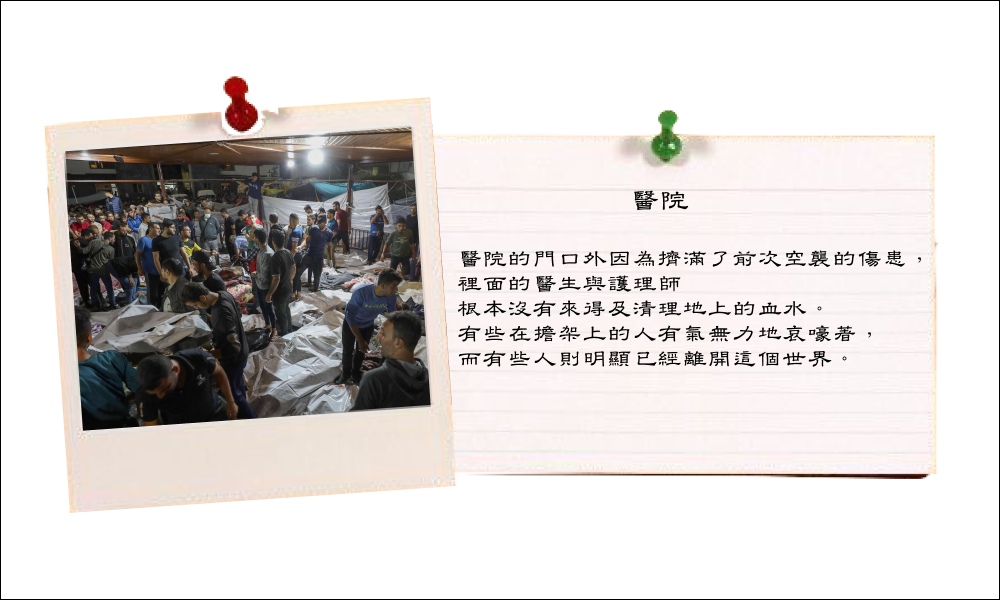 醫院
醫院的門口外因為擠滿了前次空襲的傷患，
裡面的醫生與護理師
根本沒有來得及清理地上的血水。
有些在擔架上的人有氣無力地哀嚎著，
而有些人則明顯已經離開這個世界。